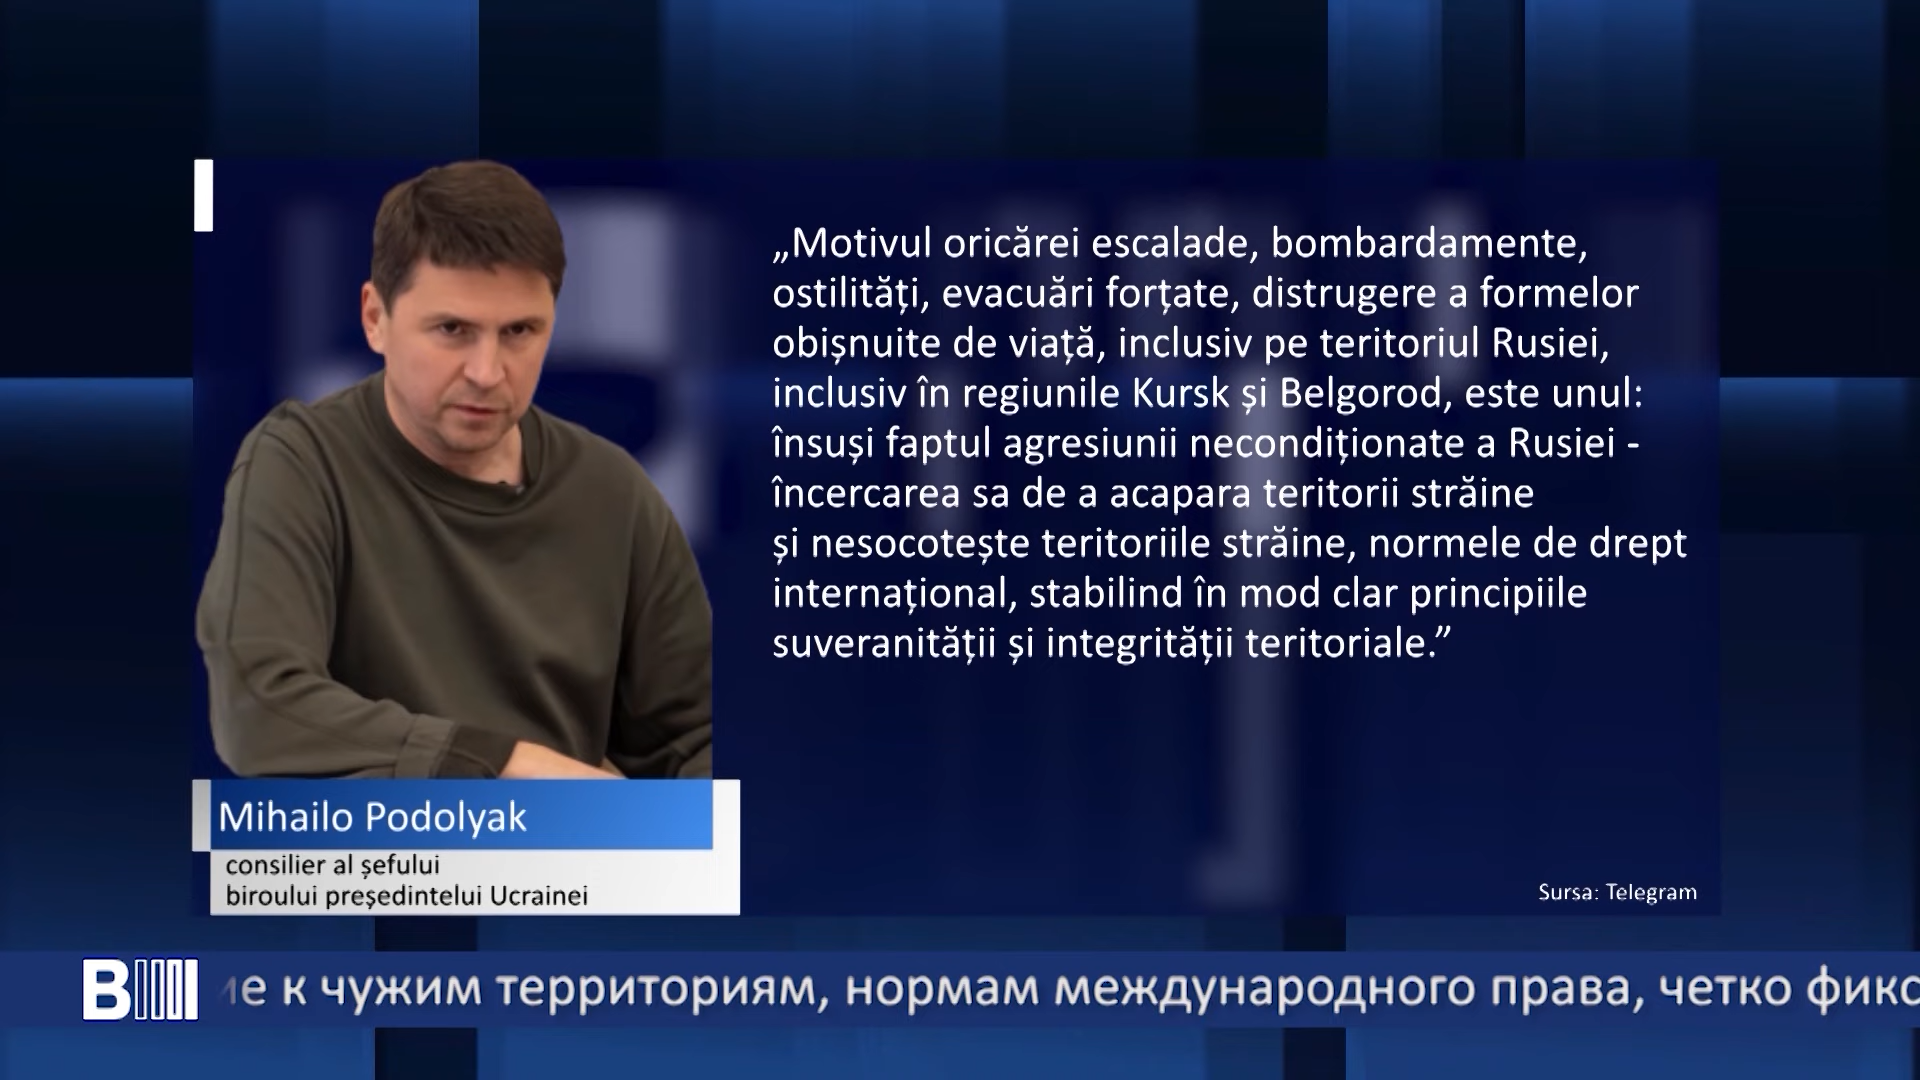 „Motivul oricărei escalade, bombardamente,
ostilități, evacuări forțate, distrugere a formelor
obișnuite de viață, inclusiv pe teritoriul Rusiei,
inclusiv în regiunile Kursk și Belgorod, este unul:
însuși faptul agresiunii necondiționate a Rusiei -
încercarea sa de a acapara teritorii străine
și nesocotește teritoriile străine, normele de drept
internațional, stabilind în mod clar principiile
suveranității și integrității teritoriale.”
Mihailo Podolyak
consilier al șefului
biroului președintelui Ucrainei
Sursa: Telegram
к чужим территориям, нормам международного права, четко